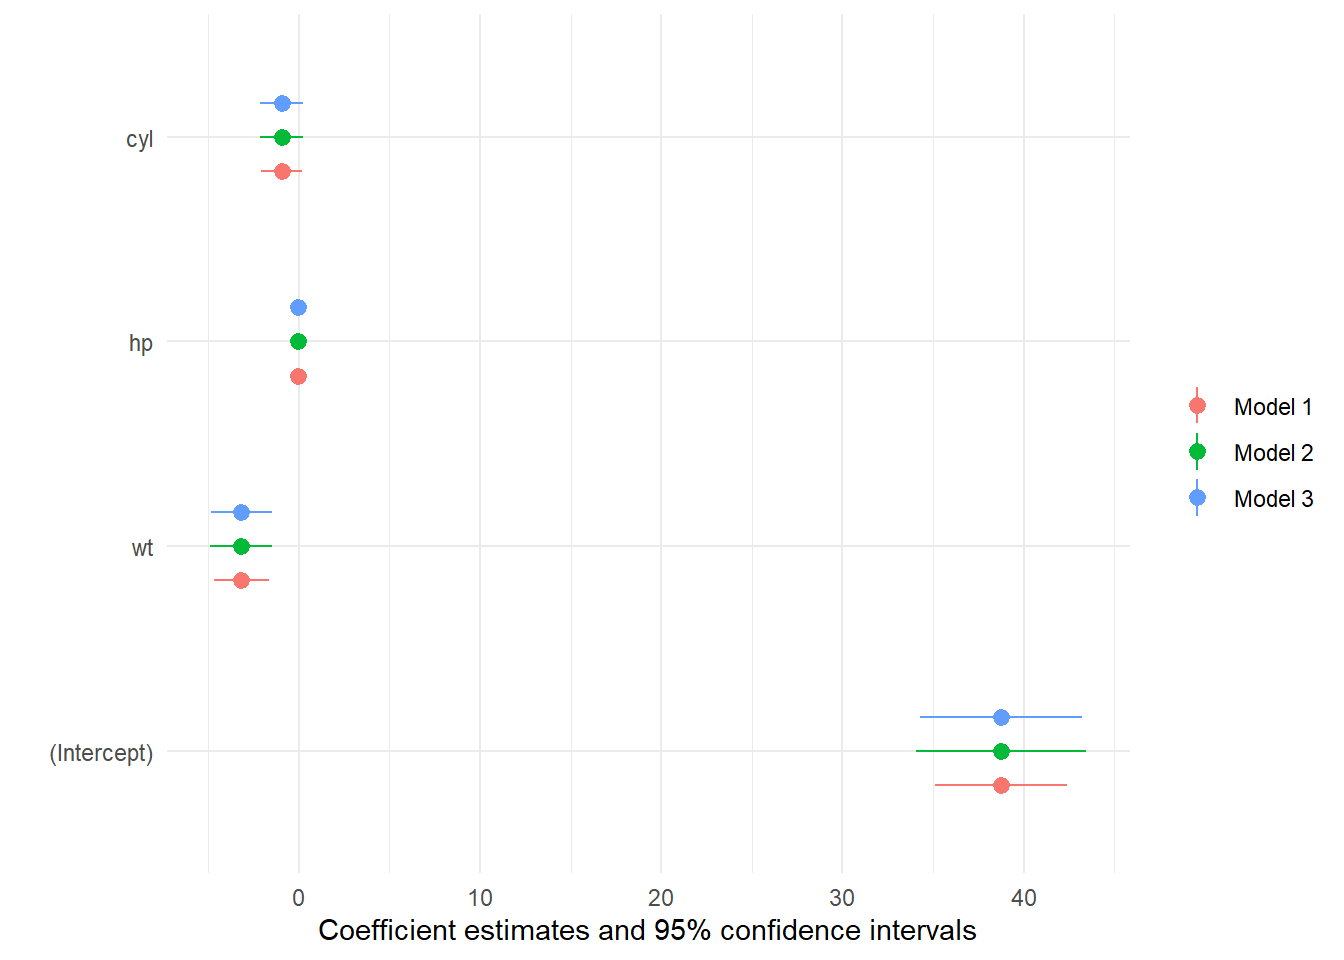 cyl
hp
wt
(Intercept)
0 10 20 30 40
Coefficient estimates and 95% confidence intervals
Model 1
Model 2
Model 3